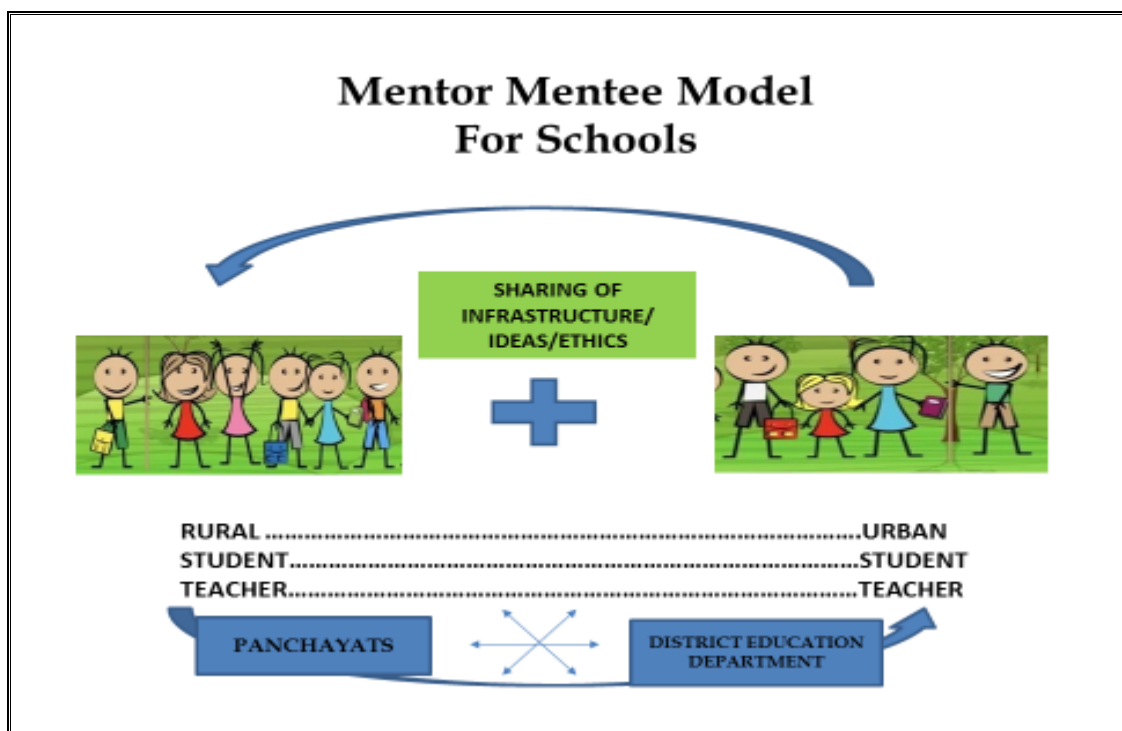 Mentor Mentee Model
For Schools
SHARING OF
INFRASTRUCTURE/
IDEAS/ETHICS
RURAL.......................................................................................URBAN
STUDENT.......................................................................................STUDENT
TEACHER.......................................................................................TEACHER
PANCHAYATS
DISTRICT EDUCATION
DEPARTMENT